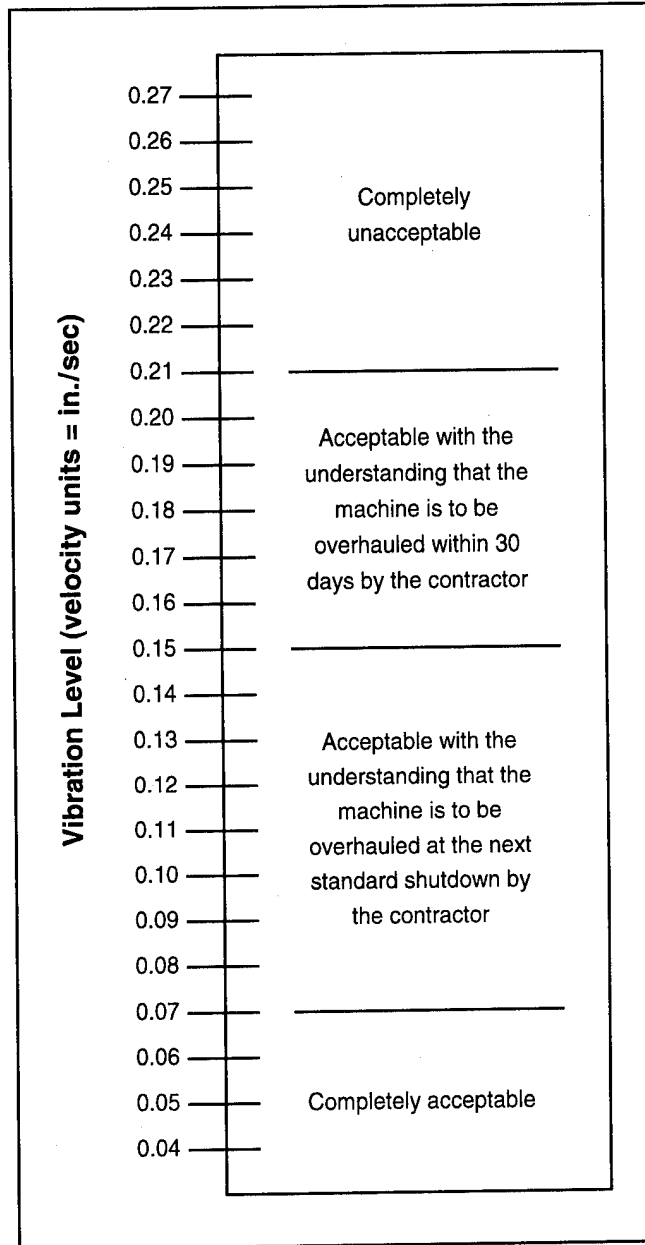 0.27
0.26
0.25
Completely
0.24
unacceptable
0.23
0.22
0.21
0.20
Acceptable with the
0.19
understanding that the
0.18
machine is to be
0.17
overhauled within 30
days by the contractor
0.16
0.15
0.14
0.13
Acceptable with the
0.12
understanding that the
machine is to be
0.11
overhauled at the next
0.10
standard shutdown by
0.09
the contractor
0.08
0.07
0.06
0.05
Completely acceptable
0.04
Vibration Level (velocity units = in./sec)